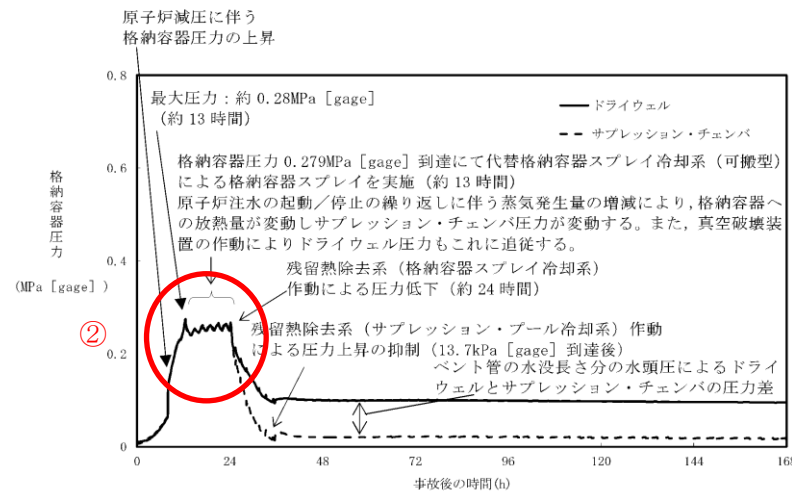 原子炉減圧に伴う
格納容器圧力の上昇
0.8
最大圧力：約 0.28MPa［gage］
（約 13 時間）
ドライウェル
サプレッション・チェンバ
格納容器圧力 0.279MPa［gage］到達にて代替格納容器スプレイ冷却系（可搬型）
による格納容器スプレイを実施（約 13 時間）
原子炉注水の起動／停止の繰り返しに伴う蒸気発生量の増減により，格納容器へ
の放熱量が変動しサプレッション・チェンバ圧力が変動する。また，真空破壊装
置の作動によりドライウェル圧力もこれに追従する。
0.6
格納容器圧力
(MPa［gage］)
0.4
残留熱除去系（格納容器スプレイ冷却系）
作動による圧力低下（約 24 時間）
②
残留熱除去系（サプレッション・プール冷却系）作動
による圧力上昇の抑制（13.7kPa［gage］到達後）
0.2
ベント管の水没長さ分の水頭圧によるドライ
ウェルとサプレッション・チェンバの圧力差
0
0 24 48 72 96 120 144 168
事故後の時間(h)